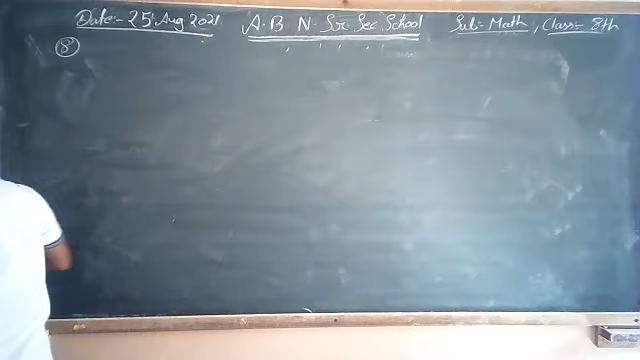 Date:- 25 Aug 2021 A.B.N. Sr. Sec. School Sub:- Math, Class:- 8th
8